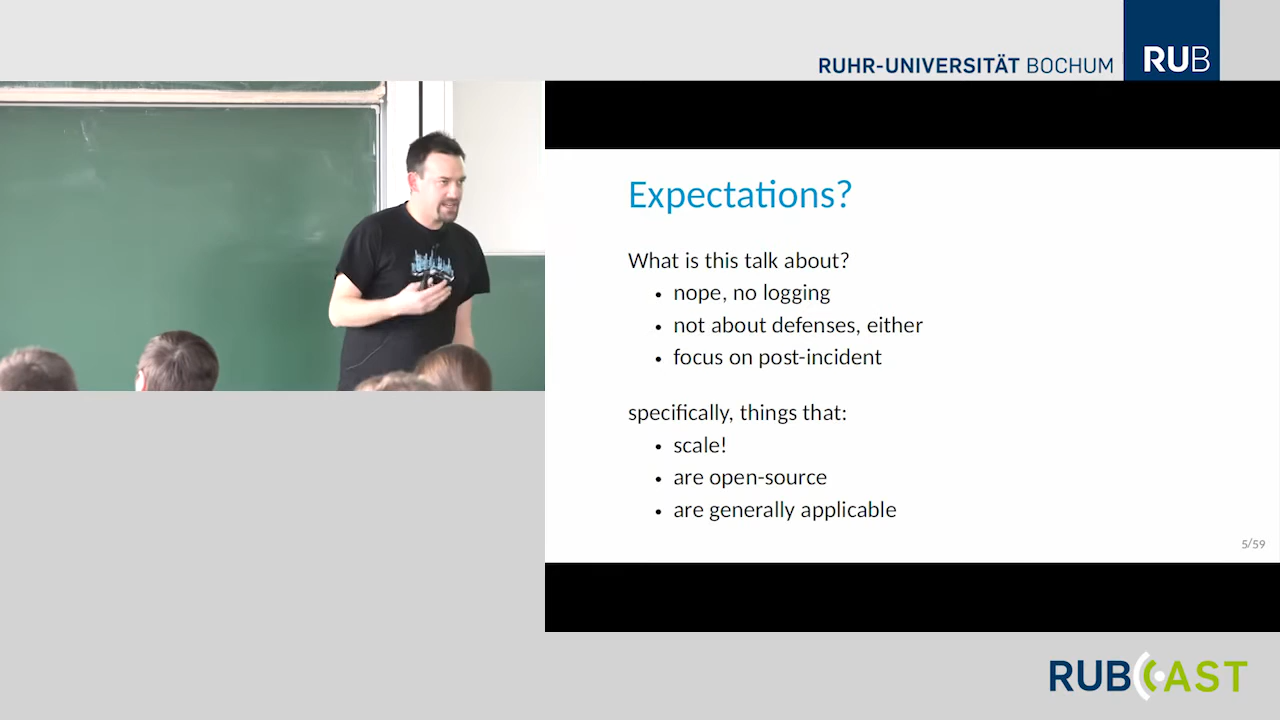 RUHR-UNIVERSITÄT BOCHUM
RUB
Expectations?
What is this talk about?
• nope, no logging
• not about defenses, either
• focus on post-incident
specifically, things that:
• scale!
• are open-source
• are generally applicable
5/59
RUBCAST